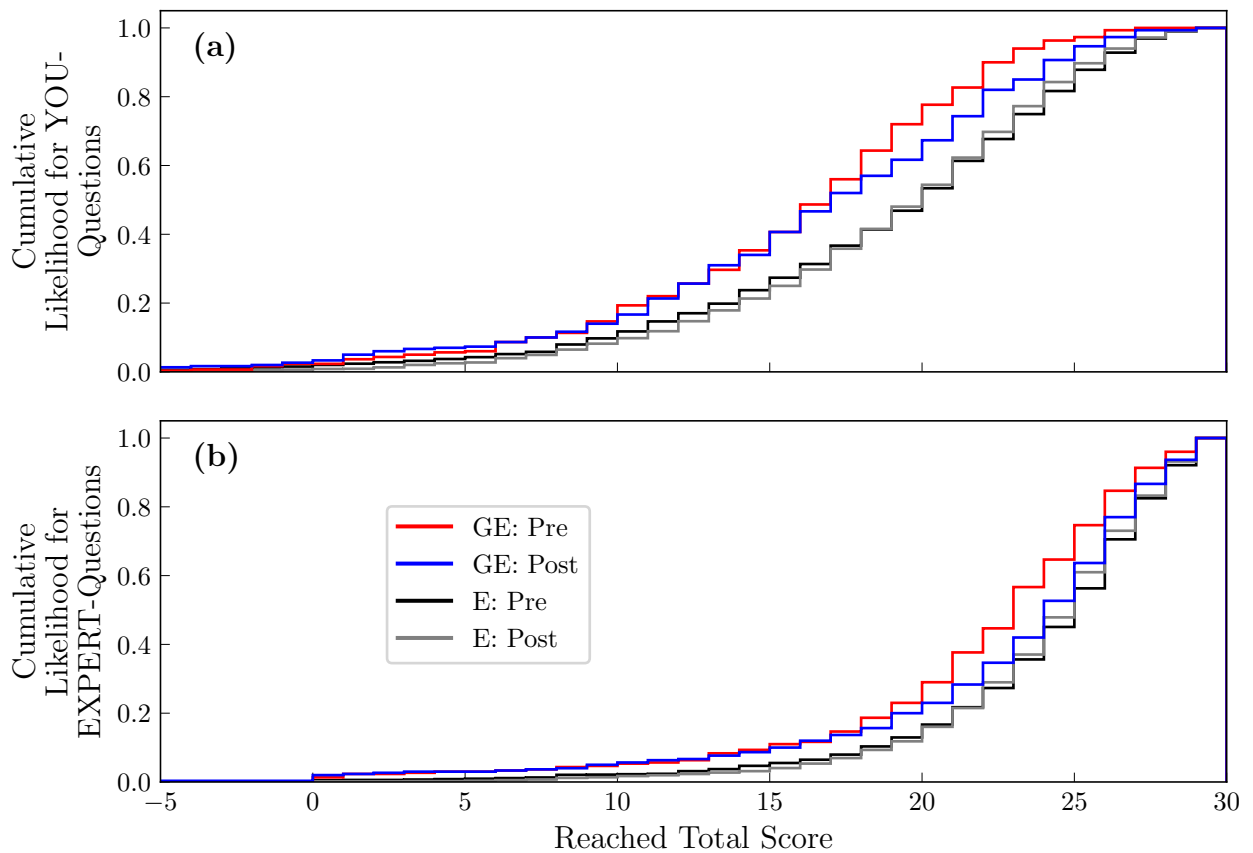 (a)
Cumulative
Likelihood for YOU-
Questions
1.0
0.8
0.6
0.4
0.2
0.0
(b)
Cumulative
Likelihood for
EXPERT-Questions
1.0
0.8
0.6
0.4
0.2
0.0
GE: Pre
GE: Post
E: Pre
E: Post
−5 0 5 10 15 20 25 30
Reached Total Score